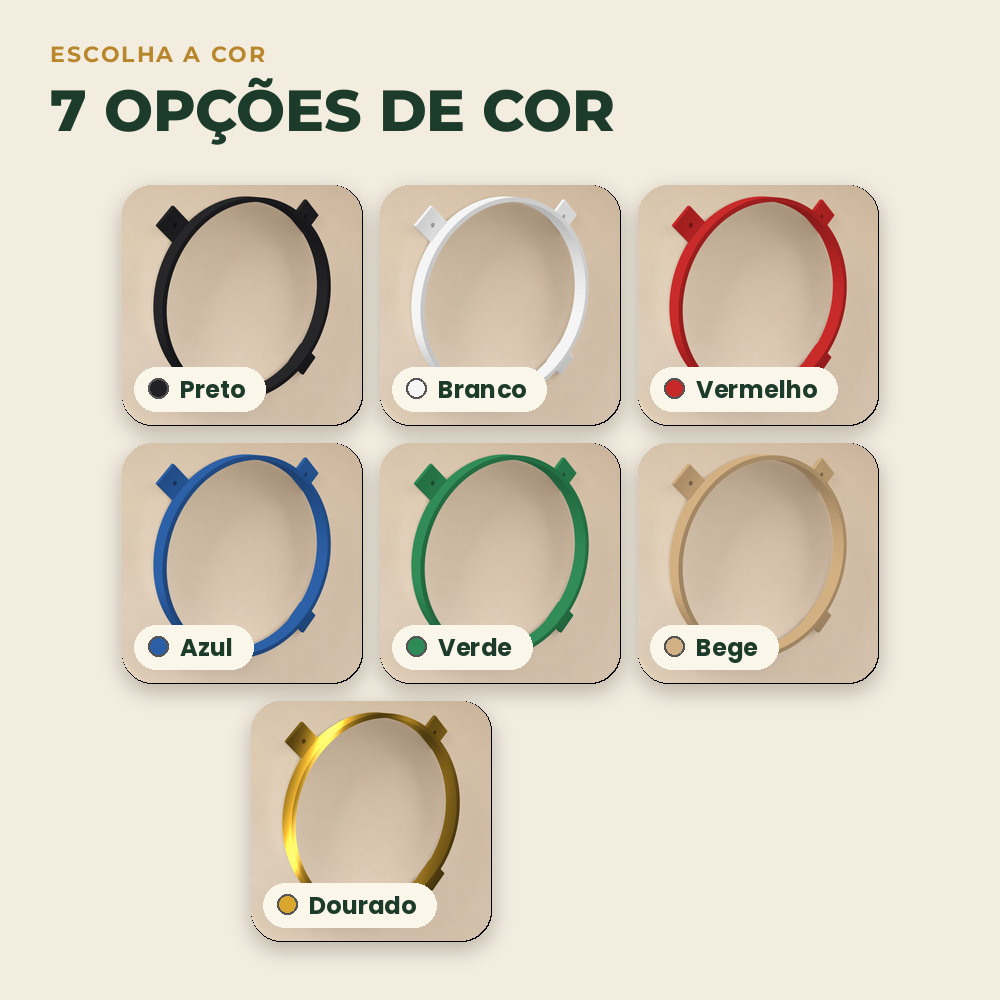 ESCOLHA A COR
7 OPÇÕES DE COR
Preto
Branco
Vermelho
Azul
Verde
Bege
Dourado